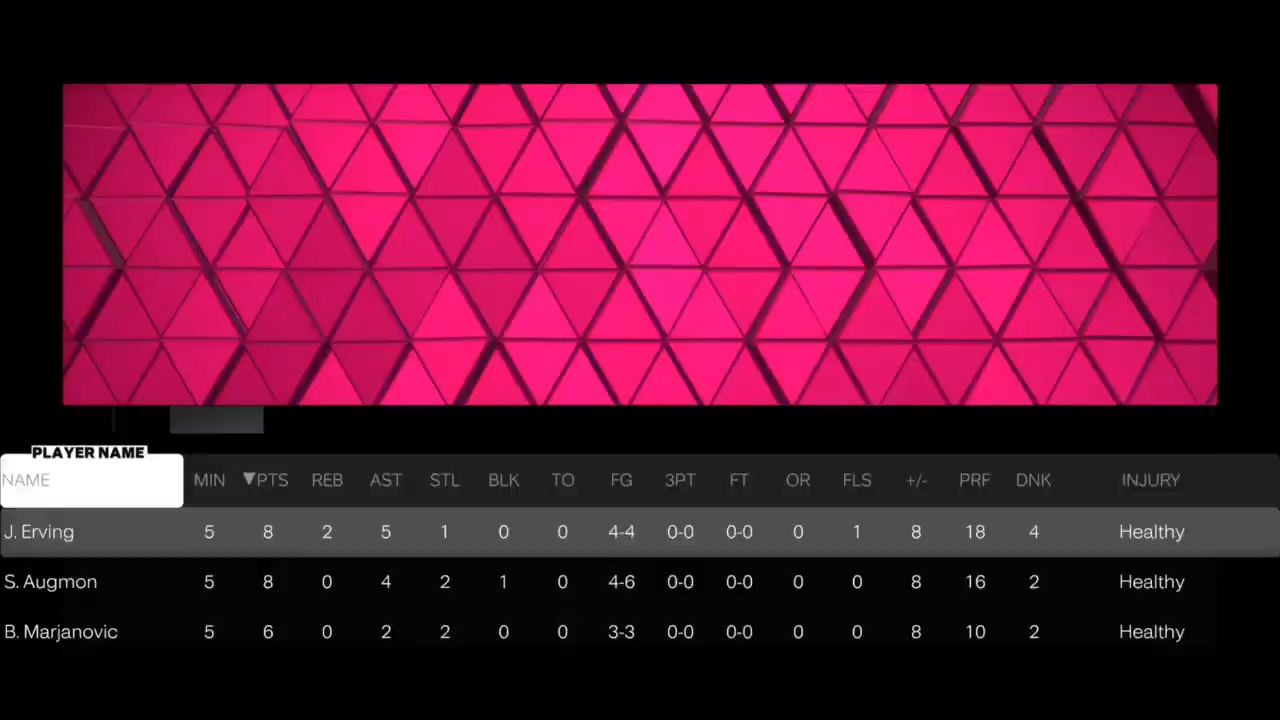 PLAYER NAME
NAME MIN ▼PTS REB AST STL BLK TO FG 3PT FT OR FLS +/- PRF DNK INJURY
J. Erving 5 8 2 5 1 0 0 4-4 0-0 0-0 0 1 8 18 4 Healthy
S. Augmon 5 8 0 4 2 1 0 4-6 0-0 0-0 0 0 8 16 2 Healthy
B. Marjanovic 5 6 0 2 2 0 0 3-3 0-0 0-0 0 0 8 10 2 Healthy